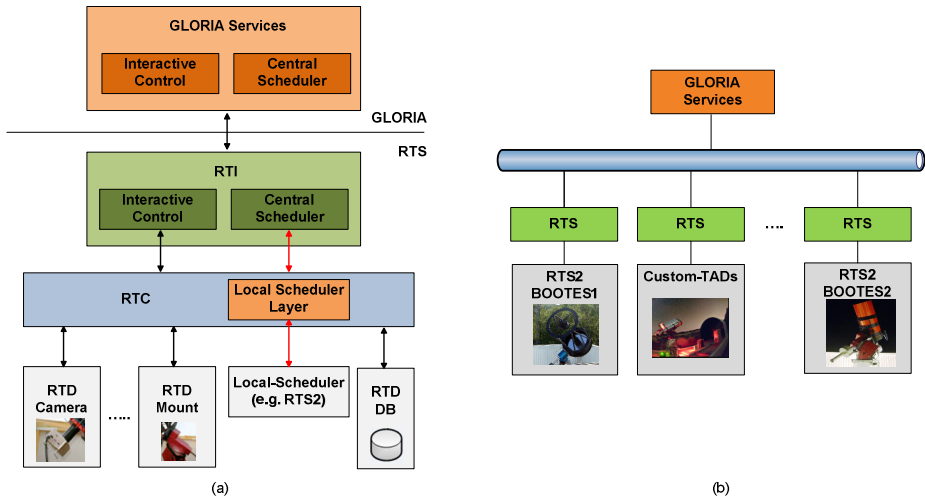 GLORIA Services
Interactive
Control
Central
Scheduler
GLORIA
RTS
RTI
Interactive
Control
Central
Scheduler
RTC
Local Scheduler
Layer
RTD
Camera
.....
RTD
Mount
Local-Scheduler
(e.g. RTS2)
RTD
DB
(a)
GLORIA
Services
RTS
RTS
....
RTS
RTS2
BOOTES1
Custom-TADs
RTS2
BOOTES2
(b)